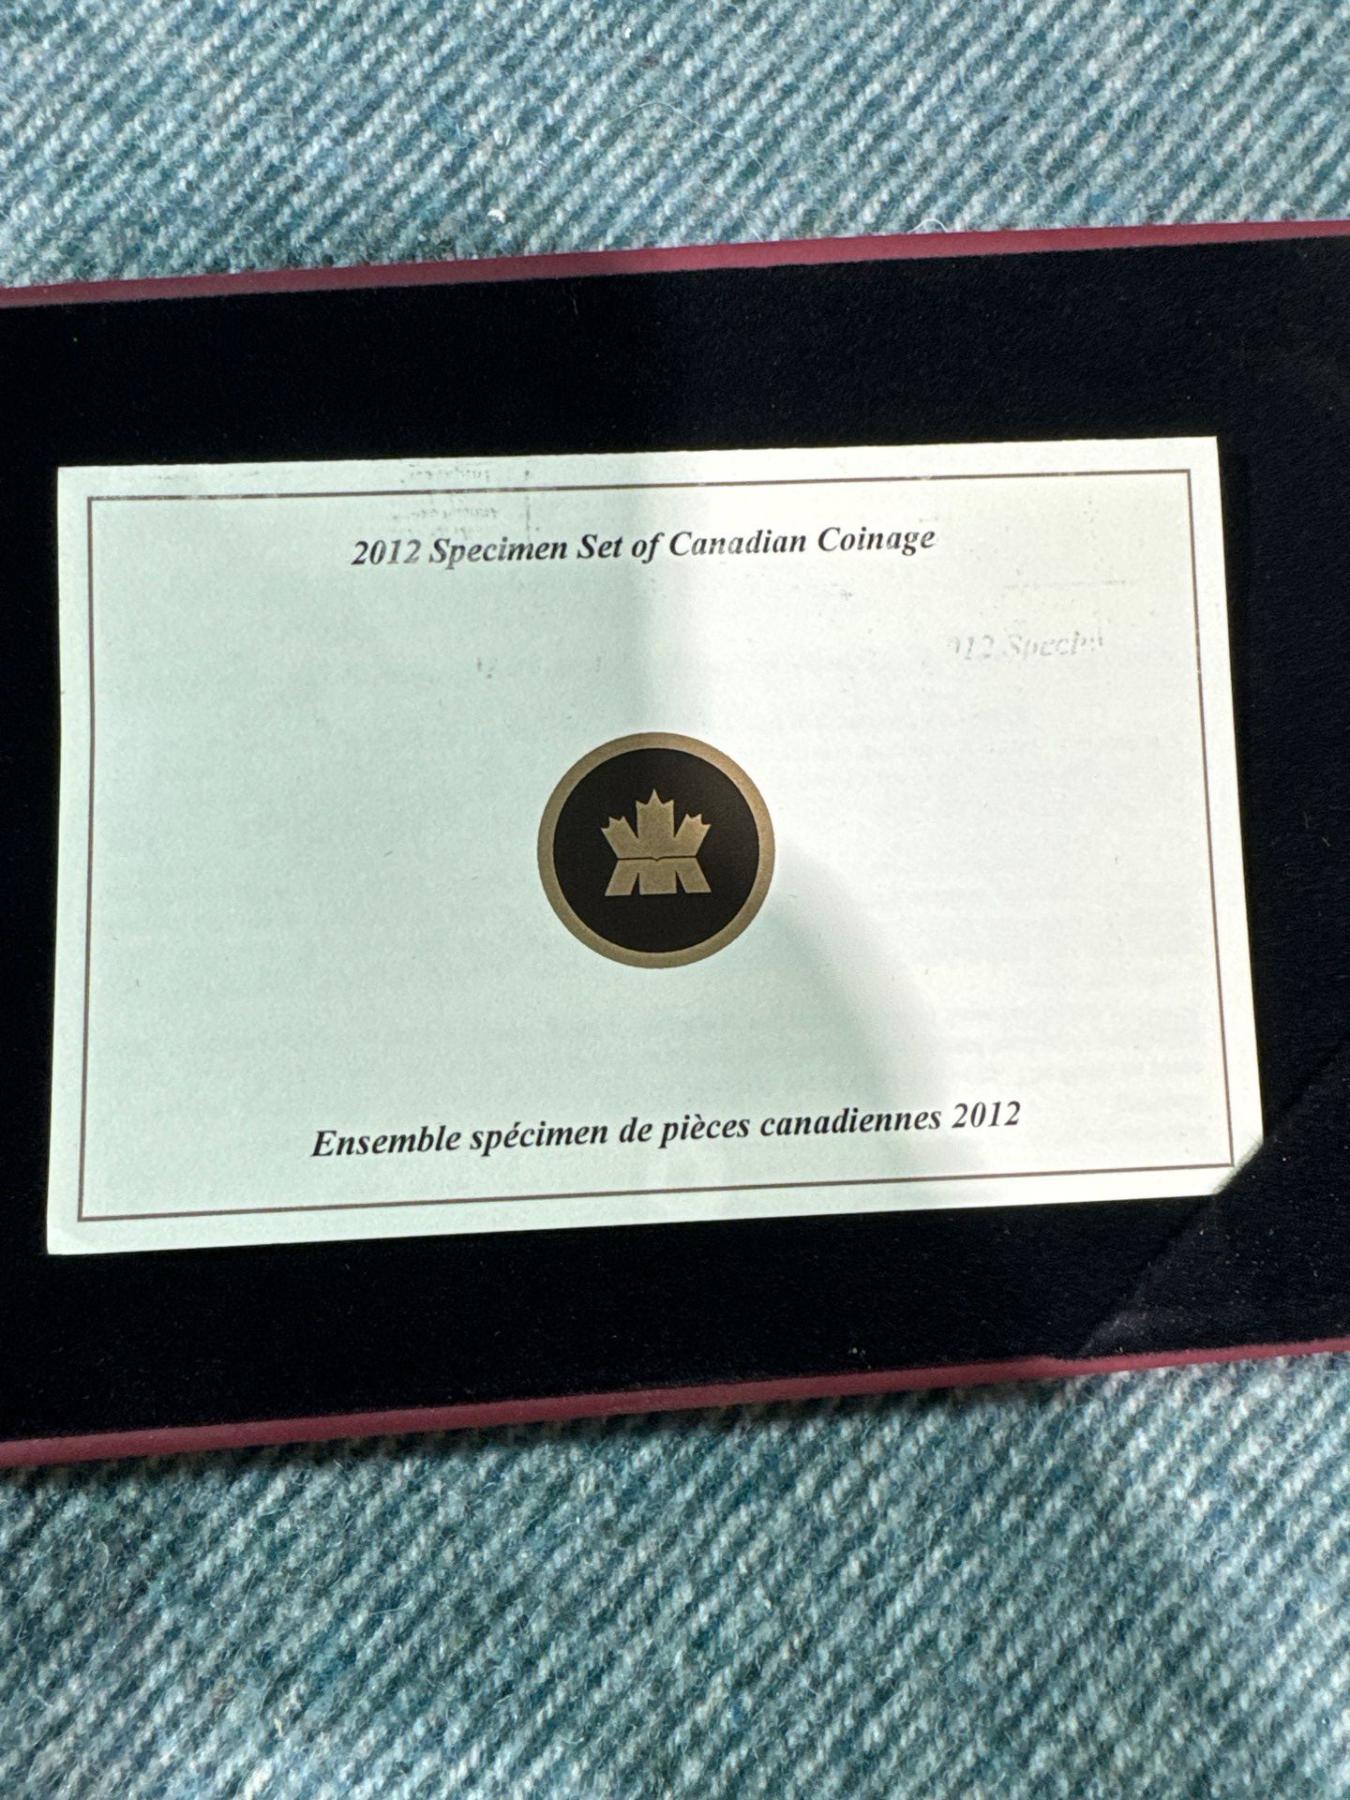 2012 Specimen Set of Canadian Coinage
Ensemble spécimen de pièces canadiennes 2012